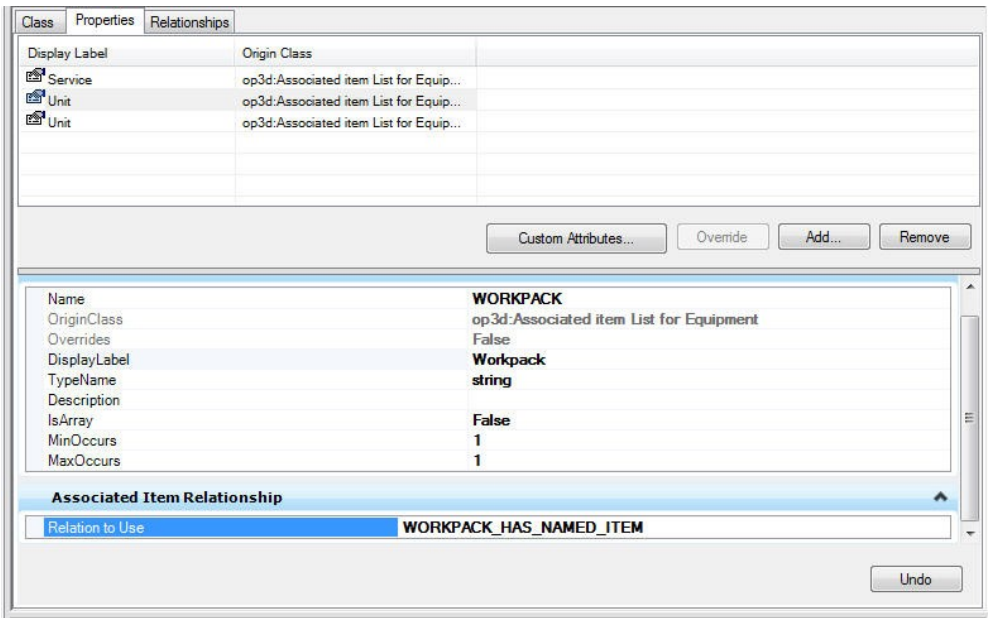 Class Properties Relationships
Display Label Origin Class
Service op3d:Associated item List for Equip...
Unit op3d:Associated item List for Equip...
Unit op3d:Associated item List for Equip...
Custom Attributes... Override Add... Remove
Name WORKPACK
OriginClass op3d:Associated item List for Equipment
Overrides False
DisplayLabel Workpack
TypeName string
Description
IsArray False
MinOccurs 1
MaxOccurs 1
Associated Item Relationship
Relation to Use WORKPACK_HAS_NAMED_ITEM
Undo